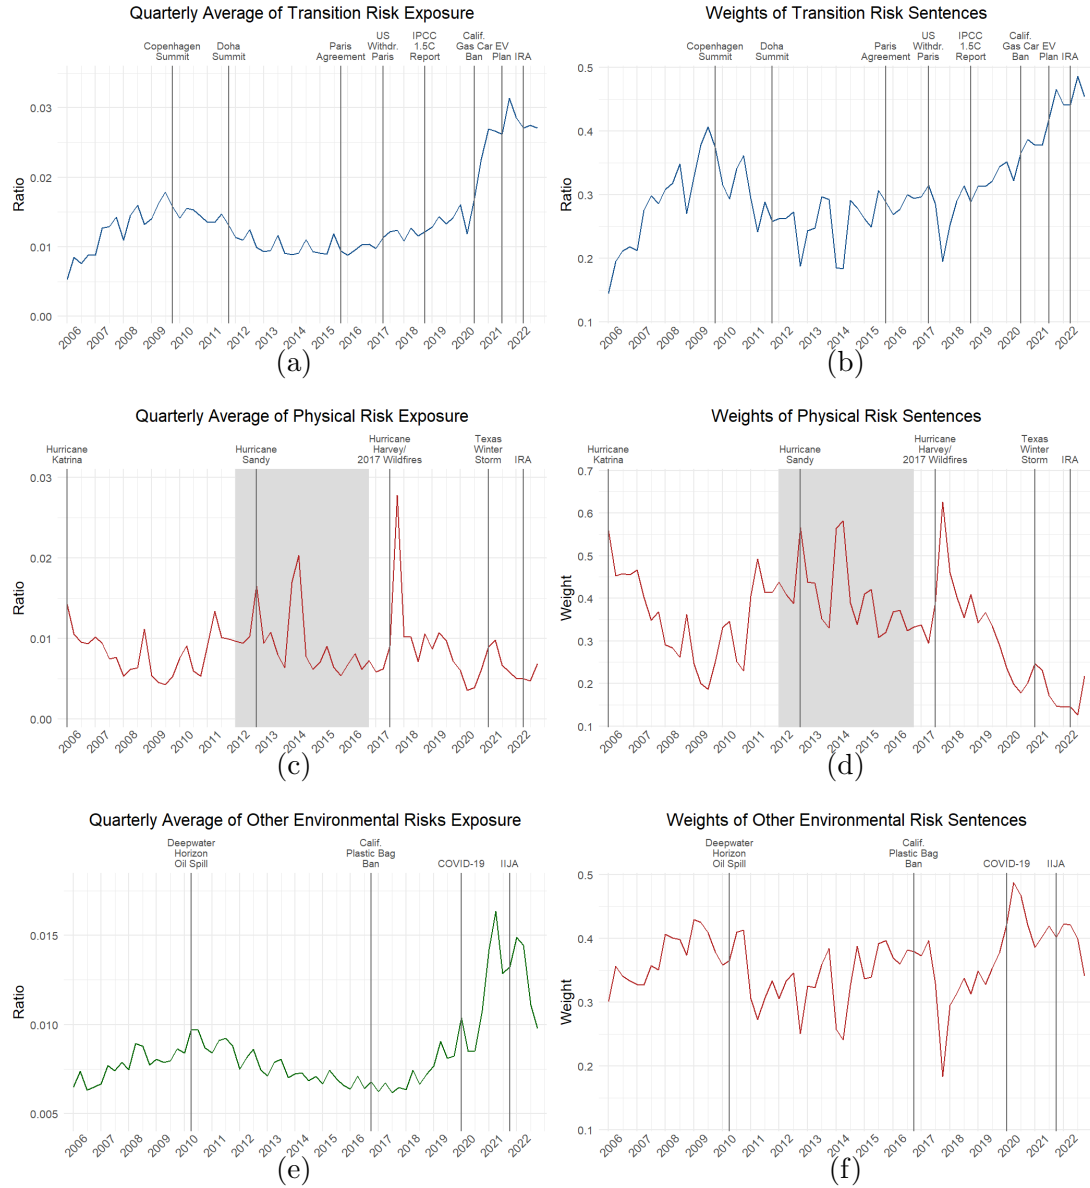 Quarterly Average of Transition Risk Exposure
Copenhagen
Summit
Doha
Summit
Paris
Agreement
US
Withdr.
Paris
IPCC
1.5C
Report
Calif.
Gas Car
Ban
EV
Plan
IRA
Ratio
0.03
0.02
0.01
0.00
2006
2007
2008
2009
2010
2011
2012
2013
2014
2015
2016
2017
2018
2019
2020
2021
2022
(a)
Weights of Transition Risk Sentences
Copenhagen
Summit
Doha
Summit
Paris
Agreement
US
Withdr.
Paris
IPCC
1.5C
Report
Calif.
Gas Car
Ban
EV
Plan
IRA
Ratio
0.5
0.4
0.3
0.2
0.1
2006
2007
2008
2009
2010
2011
2012
2013
2014
2015
2016
2017
2018
2019
2020
2021
2022
(b)
Quarterly Average of Physical Risk Exposure
Hurricane
Katrina
Hurricane
Sandy
Hurricane
Harvey/
2017 Wildfires
Texas
Winter
Storm
IRA
Ratio
0.03
0.02
0.01
0.00
2006
2007
2008
2009
2010
2011
2012
2013
2014
2015
2016
2017
2018
2019
2020
2021
2022
(c)
Weights of Physical Risk Sentences
Hurricane
Katrina
Hurricane
Sandy
Hurricane
Harvey/
2017 Wildfires
Texas
Winter
Storm
IRA
Weight
0.7
0.6
0.5
0.4
0.3
0.2
0.1
2006
2007
2008
2009
2010
2011
2012
2013
2014
2015
2016
2017
2018
2019
2020
2021
2022
(d)
Quarterly Average of Other Environmental Risks Exposure
Deepwater
Horizon
Oil Spill
Calif.
Plastic Bag
Ban
COVID-19
IIJA
Ratio
0.015
0.010
0.005
2006
2007
2008
2009
2010
2011
2012
2013
2014
2015
2016
2017
2018
2019
2020
2021
2022
(e)
Weights of Other Environmental Risk Sentences
Deepwater
Horizon
Oil Spill
Calif.
Plastic Bag
Ban
COVID-19
IIJA
Weight
0.5
0.4
0.3
0.2
0.1
2006
2007
2008
2009
2010
2011
2012
2013
2014
2015
2016
2017
2018
2019
2020
2021
2022
(f)